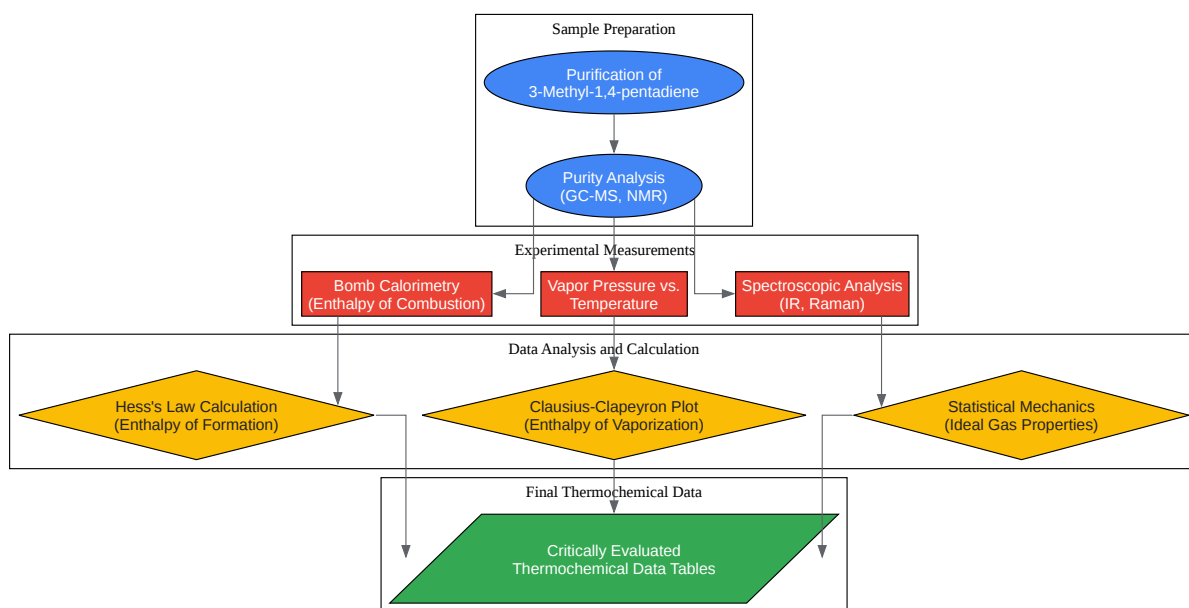 Sample Preparation
Purification of
3-Methyl-1,4-pentadiene
Purity Analysis
(GC-MS, NMR)
Experimental Measurements
Bomb Calorimetry
(Enthalpy of Combustion)
Vapor Pressure vs.
Temperature
Spectroscopic Analysis
(IR, Raman)
Data Analysis and Calculation
Hess's Law Calculation
(Enthalpy of Formation)
Clausius-Clapeyron Plot
(Enthalpy of Vaporization)
Statistical Mechanics
(Ideal Gas Properties)
Final Thermochemical Data
Critically Evaluated
Thermochemical Data Tables